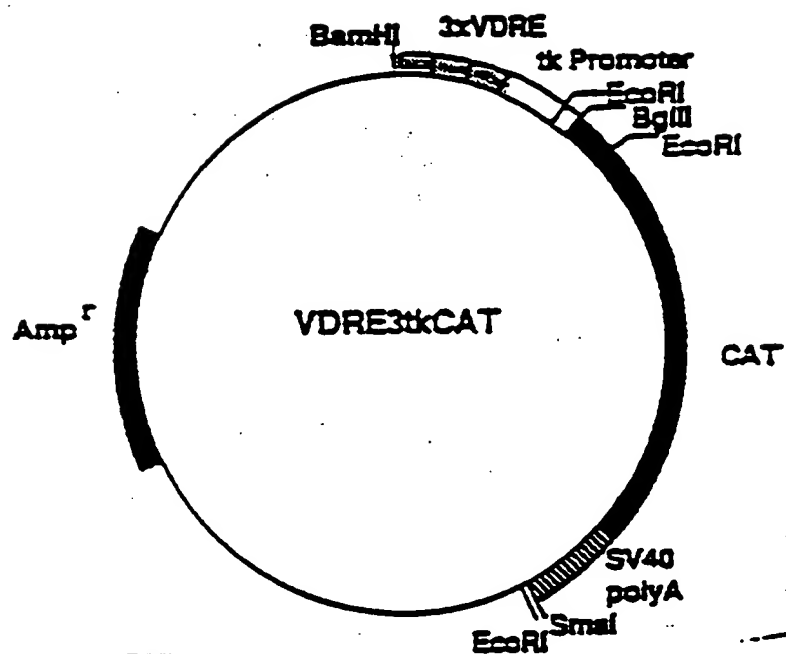 BamHI
3xVDRE
tk Promoter
EcoRI
BglII
EcoRI
Amp r
VDRE3tkCAT
CAT
SV40
polyA
SmaI
EcoRI